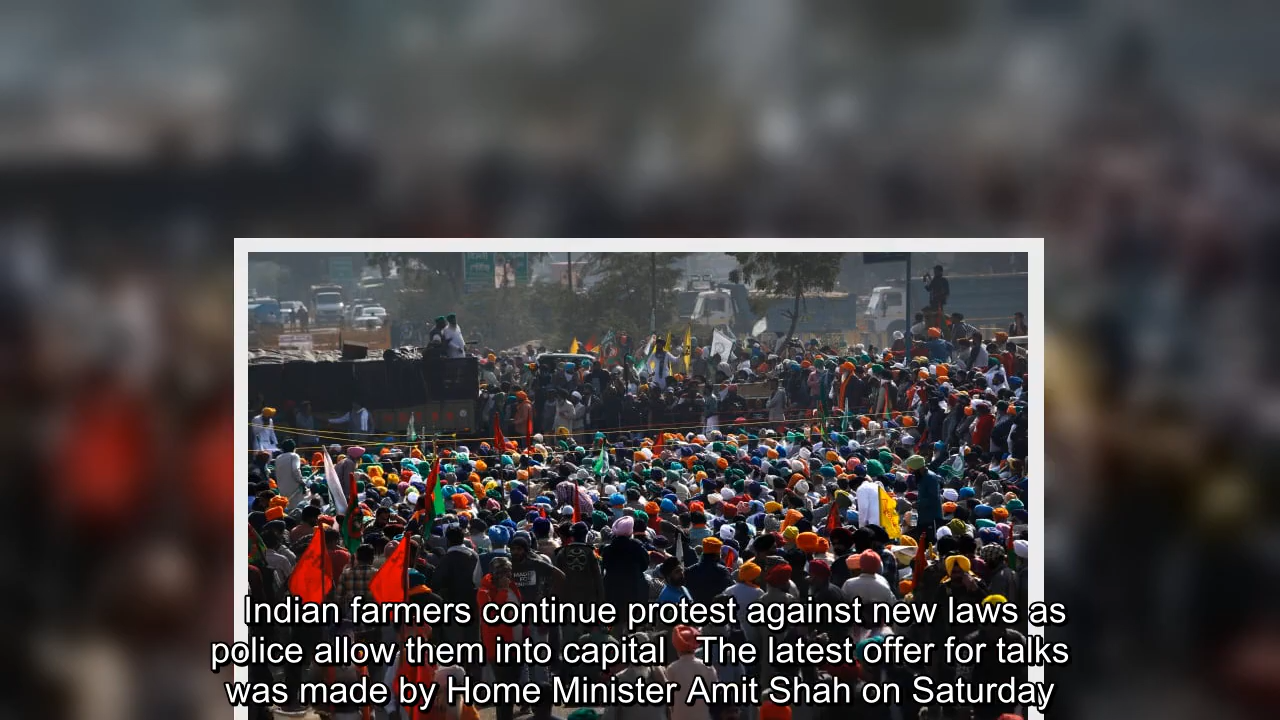 Indian farmers continue protest against new laws as
police allow them into capital The latest offer for talks
was made by Home Minister Amit Shah on Saturday